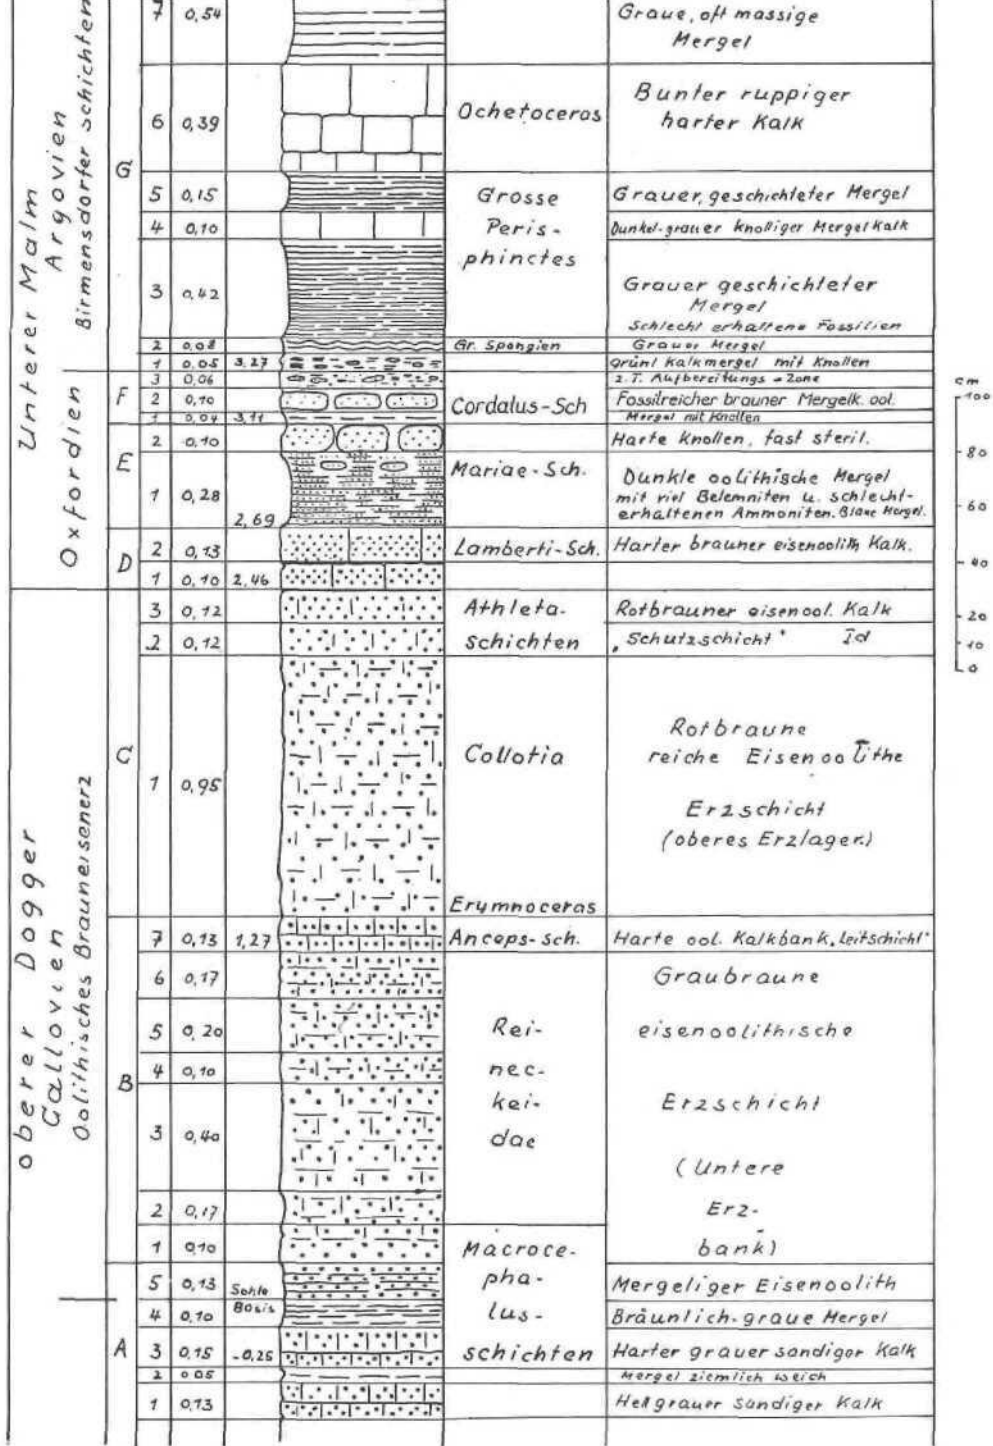 Unterer Malm
Argovien
Birmensdorfer schichten
Oxfordien
oberer Dogger
Callovien
Oolithisches Brauneisenerz
7 0,54 Graue, oft massige
Mergel
G
6 0,39 Ochetoceras Bunter ruppiger
harter Kalk
5 0,15 Grosse Grauer, geschichteter Mergel
4 0,10 Peris- Dunkel-grauer Knolliger MergelKalk
phinctes
3 0,42 Grauer geschichteter
Mergel
Schlecht erhaltene Fossilien
2 0,08 Gr. Spongien Grauer Mergel
1 0,05 3,27 Grünl Kalkmergel mit Knollen
F
3 0,06 z.T. Aufbereitungs-Zone
2 0,10 Cordatus-Sch Fossilreicher brauner Mergelk. ool.
1 0,04 3,11 Mergel mit Knollen
E
2 0,10 Harte Knollen, fast steril.
Mariae-Sch.
1 0,28 2,69 Dunkle oolithische Mergel
mit viel Belemniten u. schlecht-
erhaltenen Ammoniten. Blaue Mergel.
D
2 0,13 Lamberti-Sch. Harter brauner eisenoolith Kalk.
1 0,10 2,46
C
3 0,12 Athleta- Rotbrauner eisenool. Kalk
2 0,12 schichten "Schutzschicht" Id
1 0,95 Collotia Rotbraune
reiche Eisenoolithe
Erzschicht
(oberes Erzlager.)
Erymnoceras
B
7 0,13 1,27 Anceps-sch. Harte ool. Kalkbank, "Leitschicht"
6 0,17 Graubraune
5 0,20 Rei- eisenoolithische
4 0,10 nec-
kei- Erzschicht
3 0,40 dae
(Untere
2 0,17 Erz-
1 0,10 Macroce- bank)
A
5 0,13 Sohle pha- Mergeliger Eisenoolith
4 0,10 Basis lus- Bräunlich-graue Mergel
3 0,15 -0,25 schichten Harter grauer sandiger Kalk
2 0 05 Mergel ziemlich weich
1 0,13 Hellgrauer sandiger Kalk
cm
100
80
60
40
20
10
0